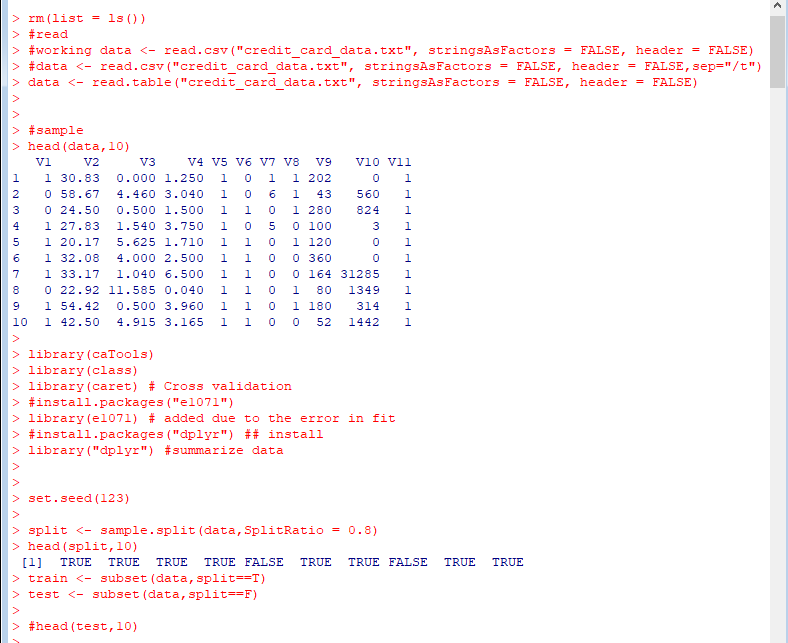 > rm(list = ls())
> #read
> #working data <- read.csv("credit_card_data.txt", stringsAsFactors = FALSE, header = FALSE)
> #data <- read.csv("credit_card_data.txt", stringsAsFactors = FALSE, header = FALSE,sep="/t")
> data <- read.table("credit_card_data.txt", stringsAsFactors = FALSE, header = FALSE)
>
>
> #sample
> head(data,10)
   V1    V2     V3    V4 V5 V6 V7 V8  V9   V10 V11
1   1 30.83  0.000 1.250  1  0  1  1 202     0   1
2   0 58.67  4.460 3.040  1  0  6  1  43   560   1
3   0 24.50  0.500 1.500  1  1  0  1 280   824   1
4   1 27.83  1.540 3.750  1  0  5  0 100     3   1
5   1 20.17  5.625 1.710  1  1  0  1 120     0   1
6   1 32.08  4.000 2.500  1  1  0  0 360     0   1
7   1 33.17  1.040 6.500  1  1  0  0 164 31285   1
8   0 22.92 11.585 0.040  1  1  0  1  80  1349   1
9   1 54.42  0.500 3.960  1  1  0  1 180   314   1
10  1 42.50  4.915 3.165  1  1  0  0  52  1442   1
>
> library(caTools)
> library(class)
> library(caret) # Cross validation
> #install.packages("e1071")
> library(e1071) # added due to the error in fit
> #install.packages("dplyr") ## install
> library("dplyr") #summarize data
>
>
> set.seed(123)
>
> split <- sample.split(data,SplitRatio = 0.8)
> head(split,10)
 [1]  TRUE  TRUE  TRUE  TRUE FALSE  TRUE  TRUE FALSE  TRUE  TRUE
> train <- subset(data,split==T)
> test <- subset(data,split==F)
>
> #head(test,10)
>